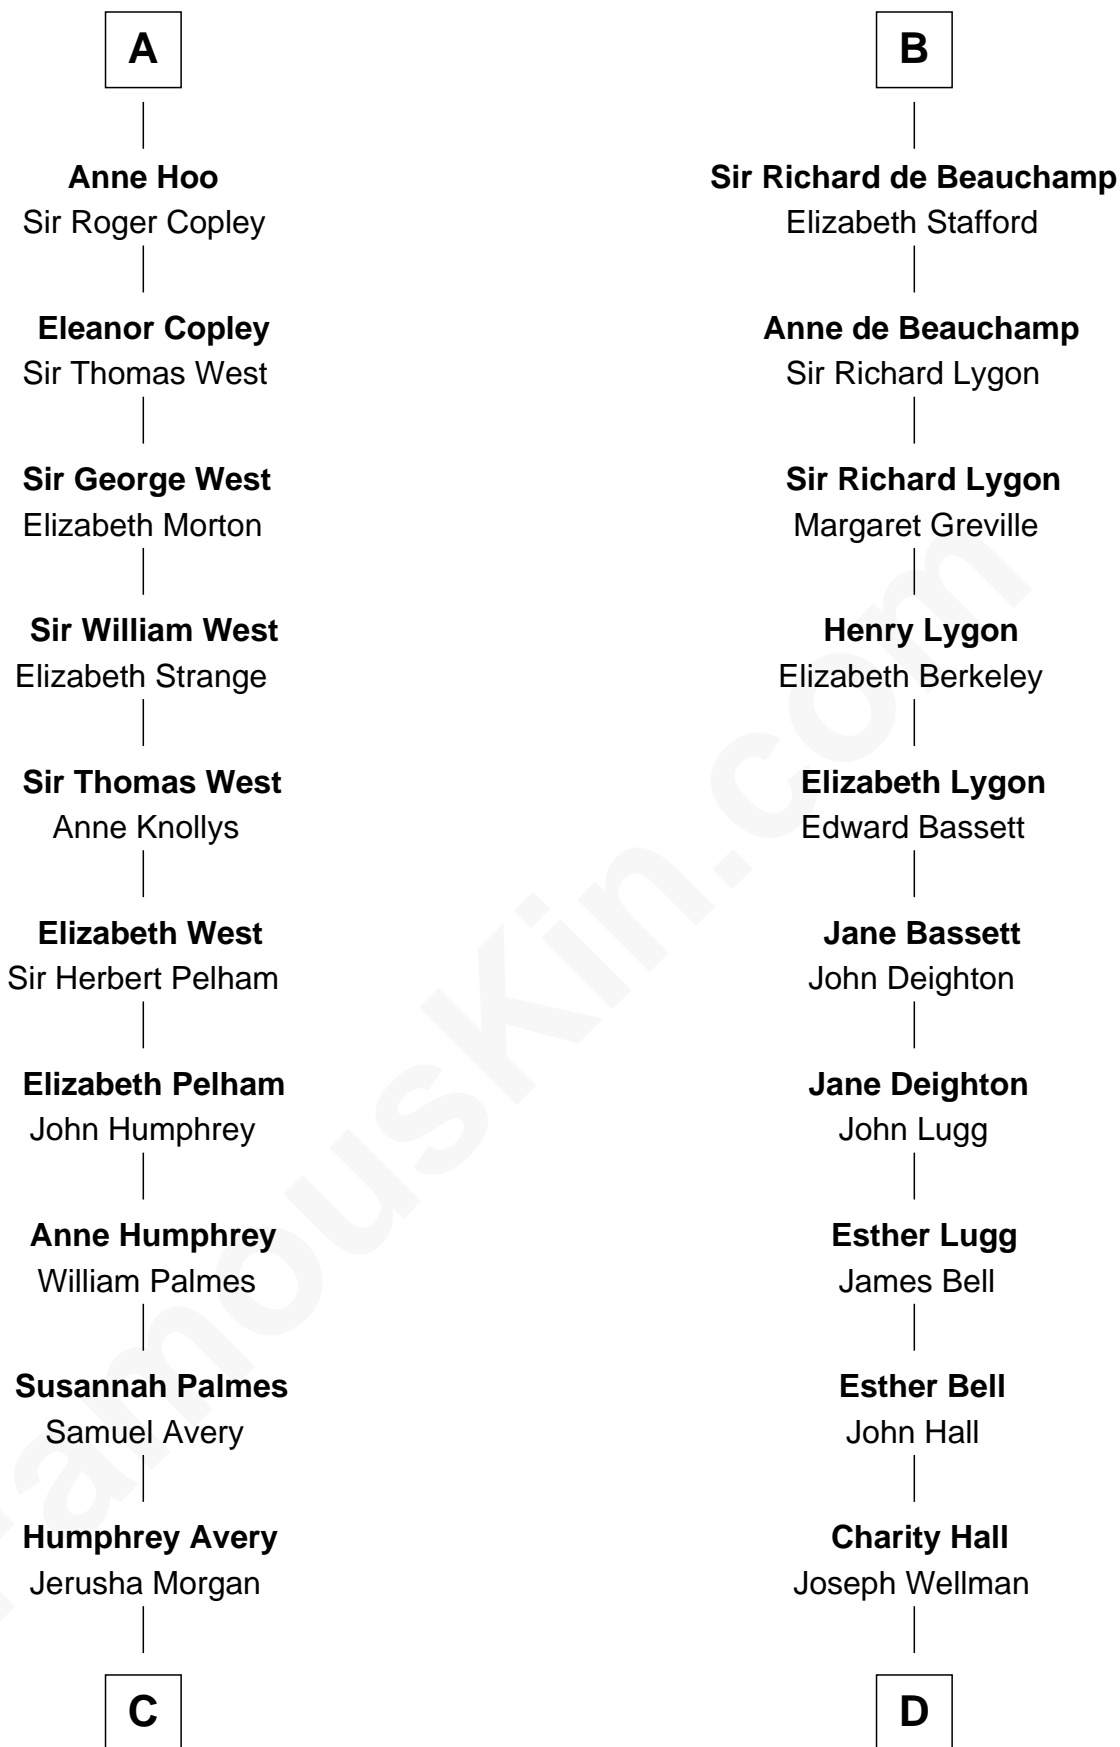 A
Anne Hoo
Sir Roger Copley
Eleanor Copley
Sir Thomas West
Sir George West
Elizabeth Morton
Sir William West
Elizabeth Strange
Sir Thomas West
Anne Knollys
Elizabeth West
Sir Herbert Pelham
Elizabeth Pelham
John Humphrey
Anne Humphrey
William Palmes
Susannah Palmes
Samuel Avery
Humphrey Avery
Jerusha Morgan
C
B
Sir Richard de Beauchamp
Elizabeth Stafford
Anne de Beauchamp
Sir Richard Lygon
Sir Richard Lygon
Margaret Greville
Henry Lygon
Elizabeth Berkeley
Elizabeth Lygon
Edward Bassett
Jane Bassett
John Deighton
Jane Deighton
John Lugg
Esther Lugg
James Bell
Esther Bell
John Hall
Charity Hall
Joseph Wellman
D
FamousKin.com